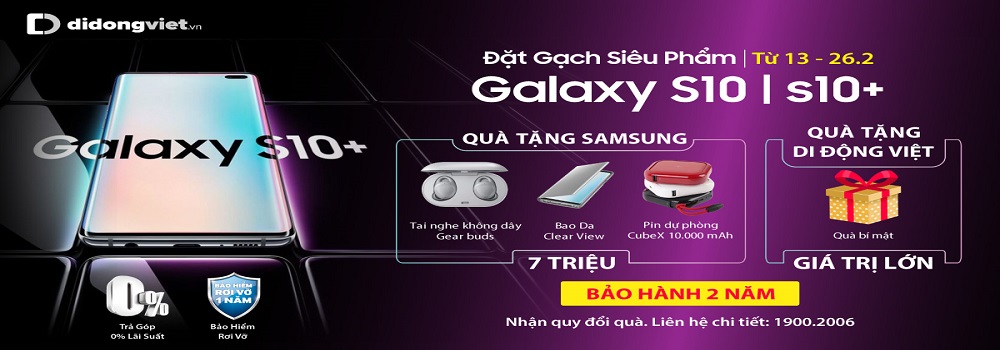 didongviet.vn
Đặt Gạch Siêu Phẩm | Từ 13 - 26.2
Galaxy S10 | s10+
Galaxy S10+
QUÀ TẶNG SAMSUNG
Tai nghe không dây
Gear buds
Bao Da
Clear View
Pin dự phòng
CubeX 10.000 mAh
7 TRIỆU
QUÀ TẶNG
DI ĐỘNG VIỆT
Quà bí mật
GIÁ TRỊ LỚN
BẢO HÀNH 2 NĂM
Nhận quy đổi quà. Liên hệ chi tiết: 1900.2006
0%
Trả Góp
0% Lãi Suất
BẢO HIỂM
RƠI VỠ
1 NĂM
Bảo Hiểm
Rơi Vỡ